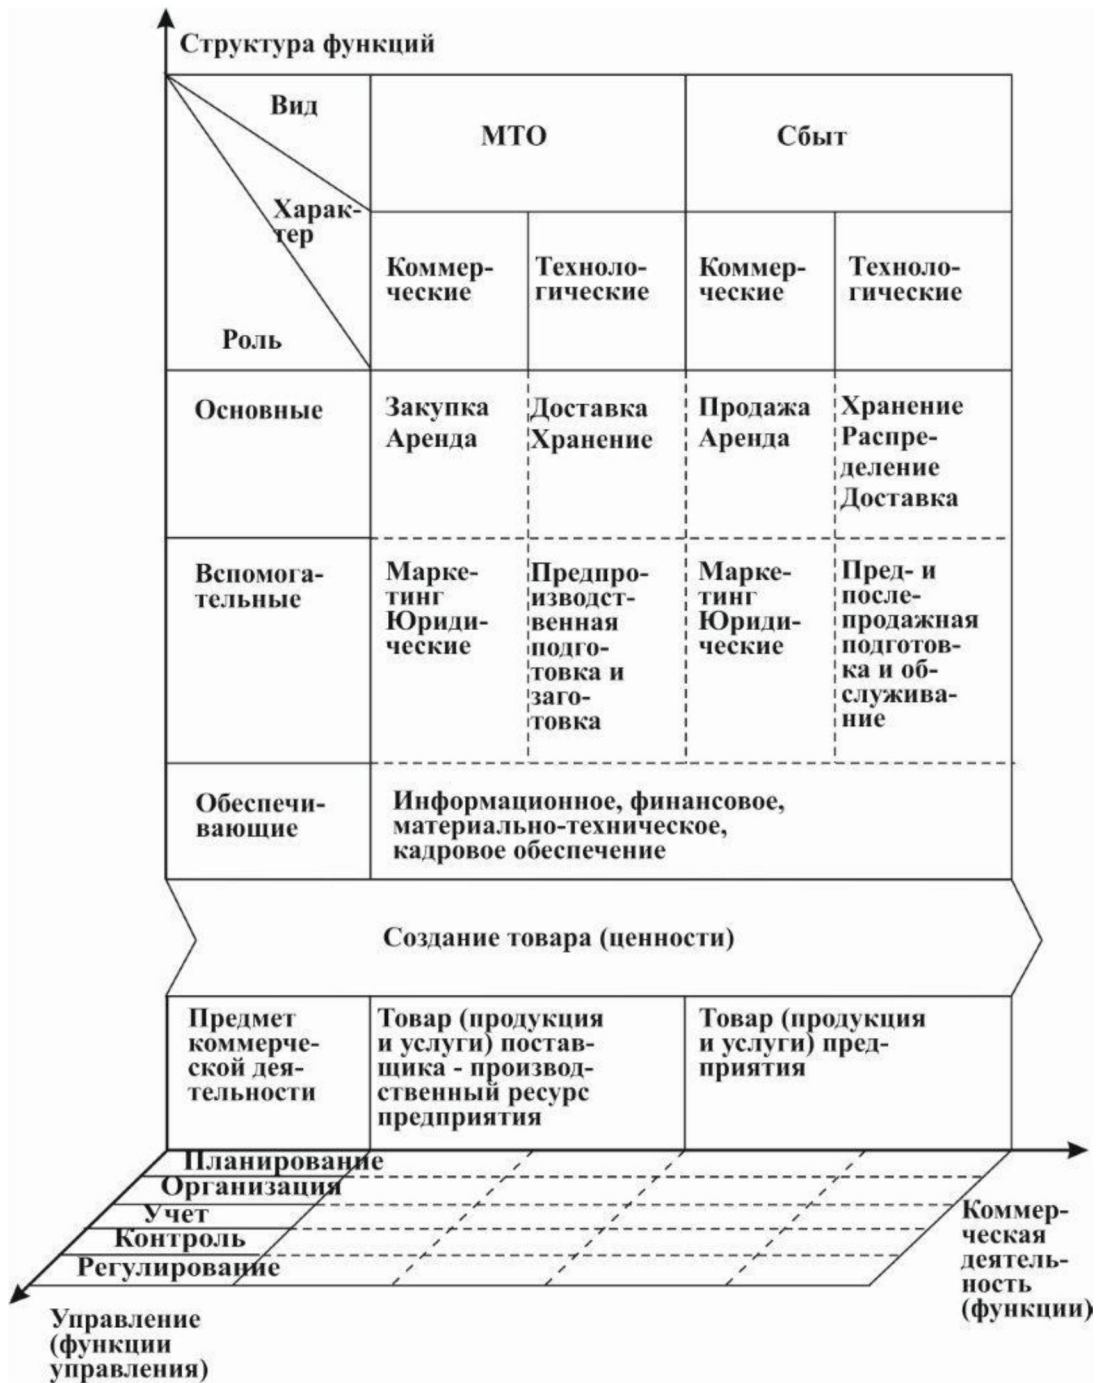 Структура функций
Вид
МТО
Сбыт
Харак-
тер
Роль
Коммер-
ческие
Техноло-
гические
Коммер-
ческие
Техноло-
гические
Основные
Закупка
Аренда
Доставка
Хранение
Продажа
Аренда
Хранение
Распре-
деление
Доставка
Вспомога-
тельные
Марке-
тинг
Юриди-
ческие
Предпро-
изводст-
венная
подго-
товка и
заго-
товка
Марке-
тинг
Юриди-
ческие
Пред- и
после-
продажная
подготов-
ка и об-
служива-
ние
Обеспечи-
вающие
Информационное, финансовое,
материально-техническое,
кадровое обеспечение
Создание товара (ценности)
Предмет
коммерче-
ской дея-
тельности
Товар (продукция
и услуги) постав-
щика - производ-
ственный ресурс
предприятия
Товар (продукция
и услуги) пред-
приятия
Планирование
Организация
Учет
Контроль
Регулирование
Коммер-
ческая
деятель-
ность
(функции)
Управление
(функции
управления)